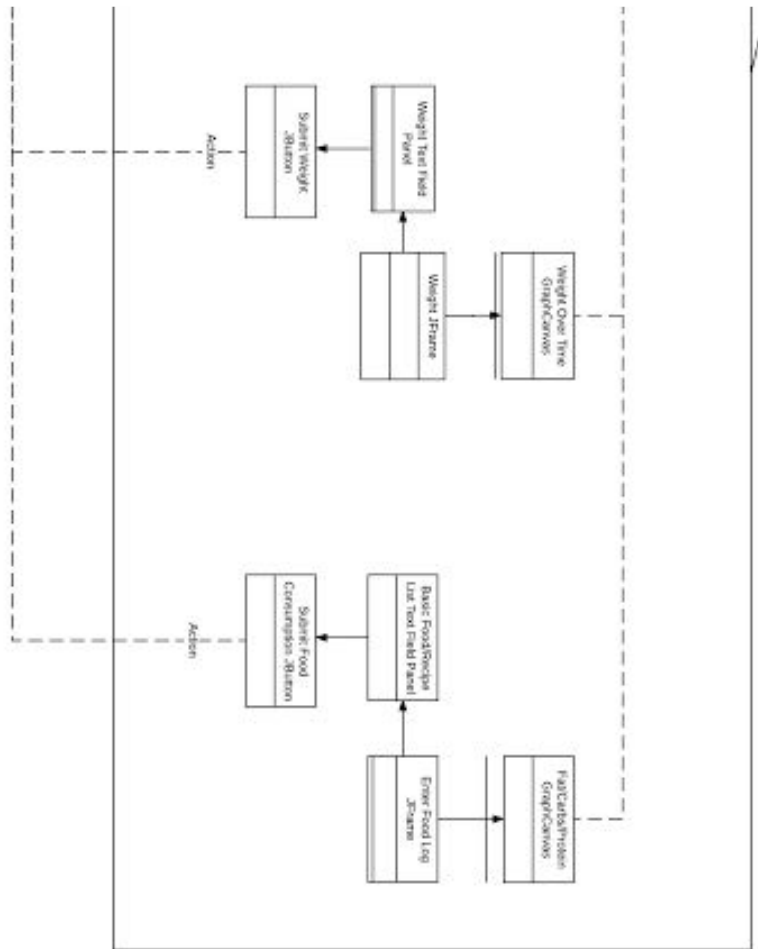 Weight Text Field
Panel
Submit Weight
JButton
Action
Weight JFrame
Weight Over Time
GraphCanvas
Basic Food/Recipe
List Text Field Panel
Submit Food
Consumption JButton
Action
Enter Food Log
JFrame
Fat/Carbs/Protein
GraphCanvas